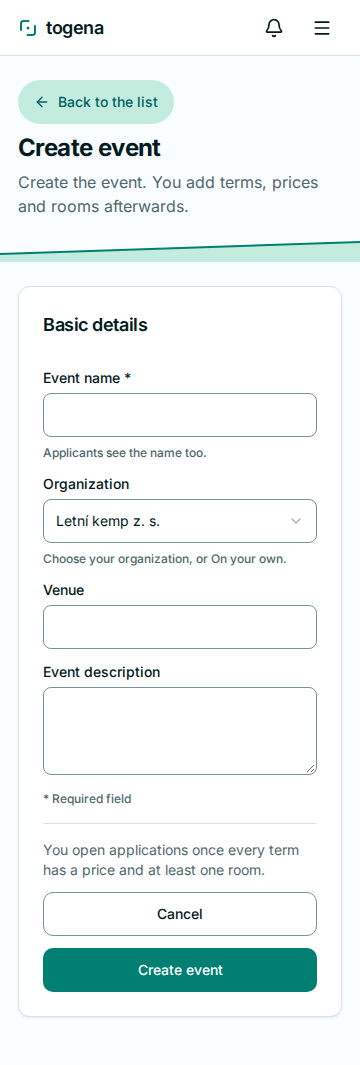 togena
Back to the list
Create event
Create the event. You add terms, prices
and rooms afterwards.
Basic details
Event name *
Applicants see the name too.
Organization
Letní kemp z. s.
Choose your organization, or On your own.
Venue
Event description
* Required field
You open applications once every term
has a price and at least one room.
Cancel
Create event